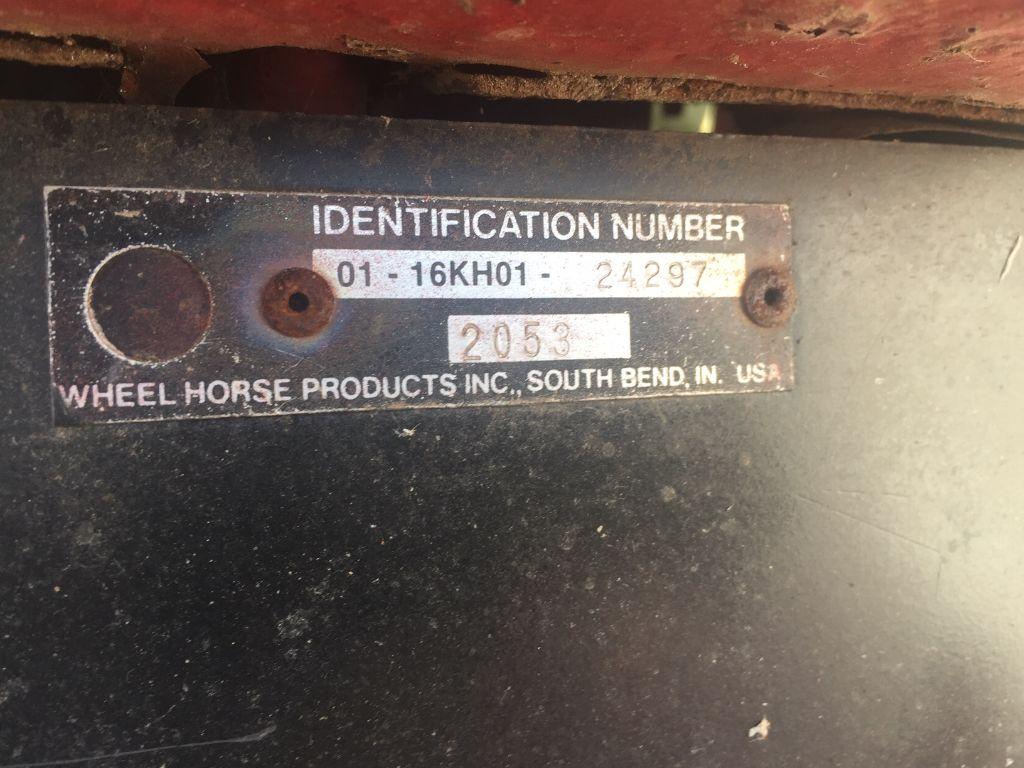 IDENTIFICATION NUMBER
01 - 16KH01 - 24297
2053
WHEEL HORSE PRODUCTS INC., SOUTH BEND, IN. USA